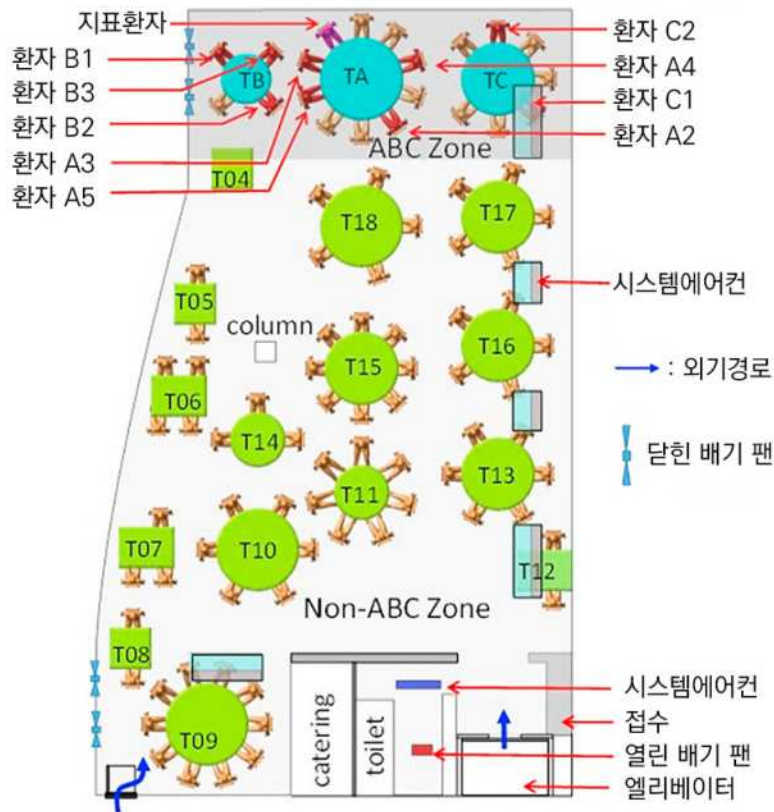 지표환자
환자 B1
환자 B3
환자 B2
환자 A3
환자 A5
환자 C2
환자 A4
환자 C1
환자 A2
TB
TA
TC
ABC Zone
T04
T18
T17
T05
시스템에어컨
column
T15
T16
: 외기경로
T06
T14
닫힌 배기 팬
T11
T13
T07
T10
T12
Non-ABC Zone
T08
T09
catering
toilet
시스템에어컨
접수
열린 배기 팬
엘리베이터